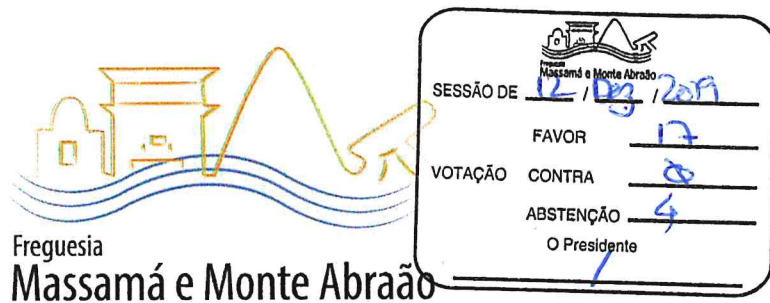 Freguesia
Massamá e Monte Abraão
Freguesia
Massamá e Monte Abraão
SESSÃO DE 12 / Dez / 2019
FAVOR 17
VOTAÇÃO CONTRA 0
ABSTENÇÃO 4
O Presidente